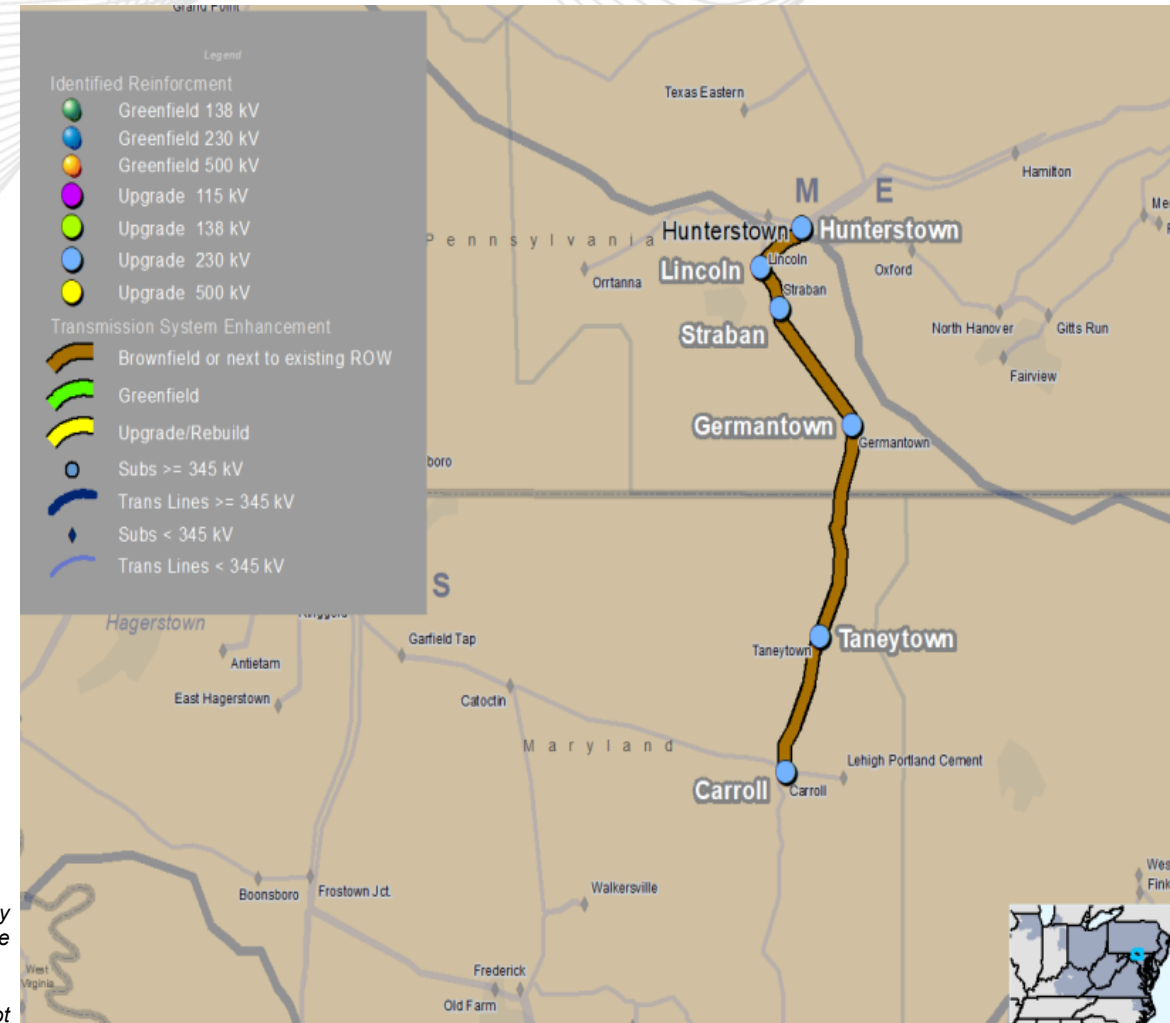 Grand Point
Legend
Identified Reinforcment
Greenfield 138 kV
Greenfield 230 kV
Greenfield 500 kV
Upgrade 115 kV
Upgrade 138 kV
Upgrade 230 kV
Upgrade 500 kV
Transmission System Enhancement
Brownfield or next to existing ROW
Greenfield
Upgrade/Rebuild
Subs >= 345 kV
Trans Lines >= 345 kV
Subs < 345 kV
Trans Lines < 345 kV
Texas Eastern
Hamilton
M E
Pennsylvania
Hunterstown
Hunterstown
Lincoln
Lincoln
Orrtanna
Oxford
Straban
Straban
North Hanover
Gitts Run
Fairview
Germantown
Germantown
boro
S
Hagerstown
Garfield Tap
Antietam
East Hagerstown
Catoctin
Taneytown
Taneytown
Maryland
Lehigh Portland Cement
Carroll
Carroll
Boonsboro
Frostown Jct.
Walkersville
Wes
Fink
West
Virginia
Frederick
Old Farm
y
e
ot